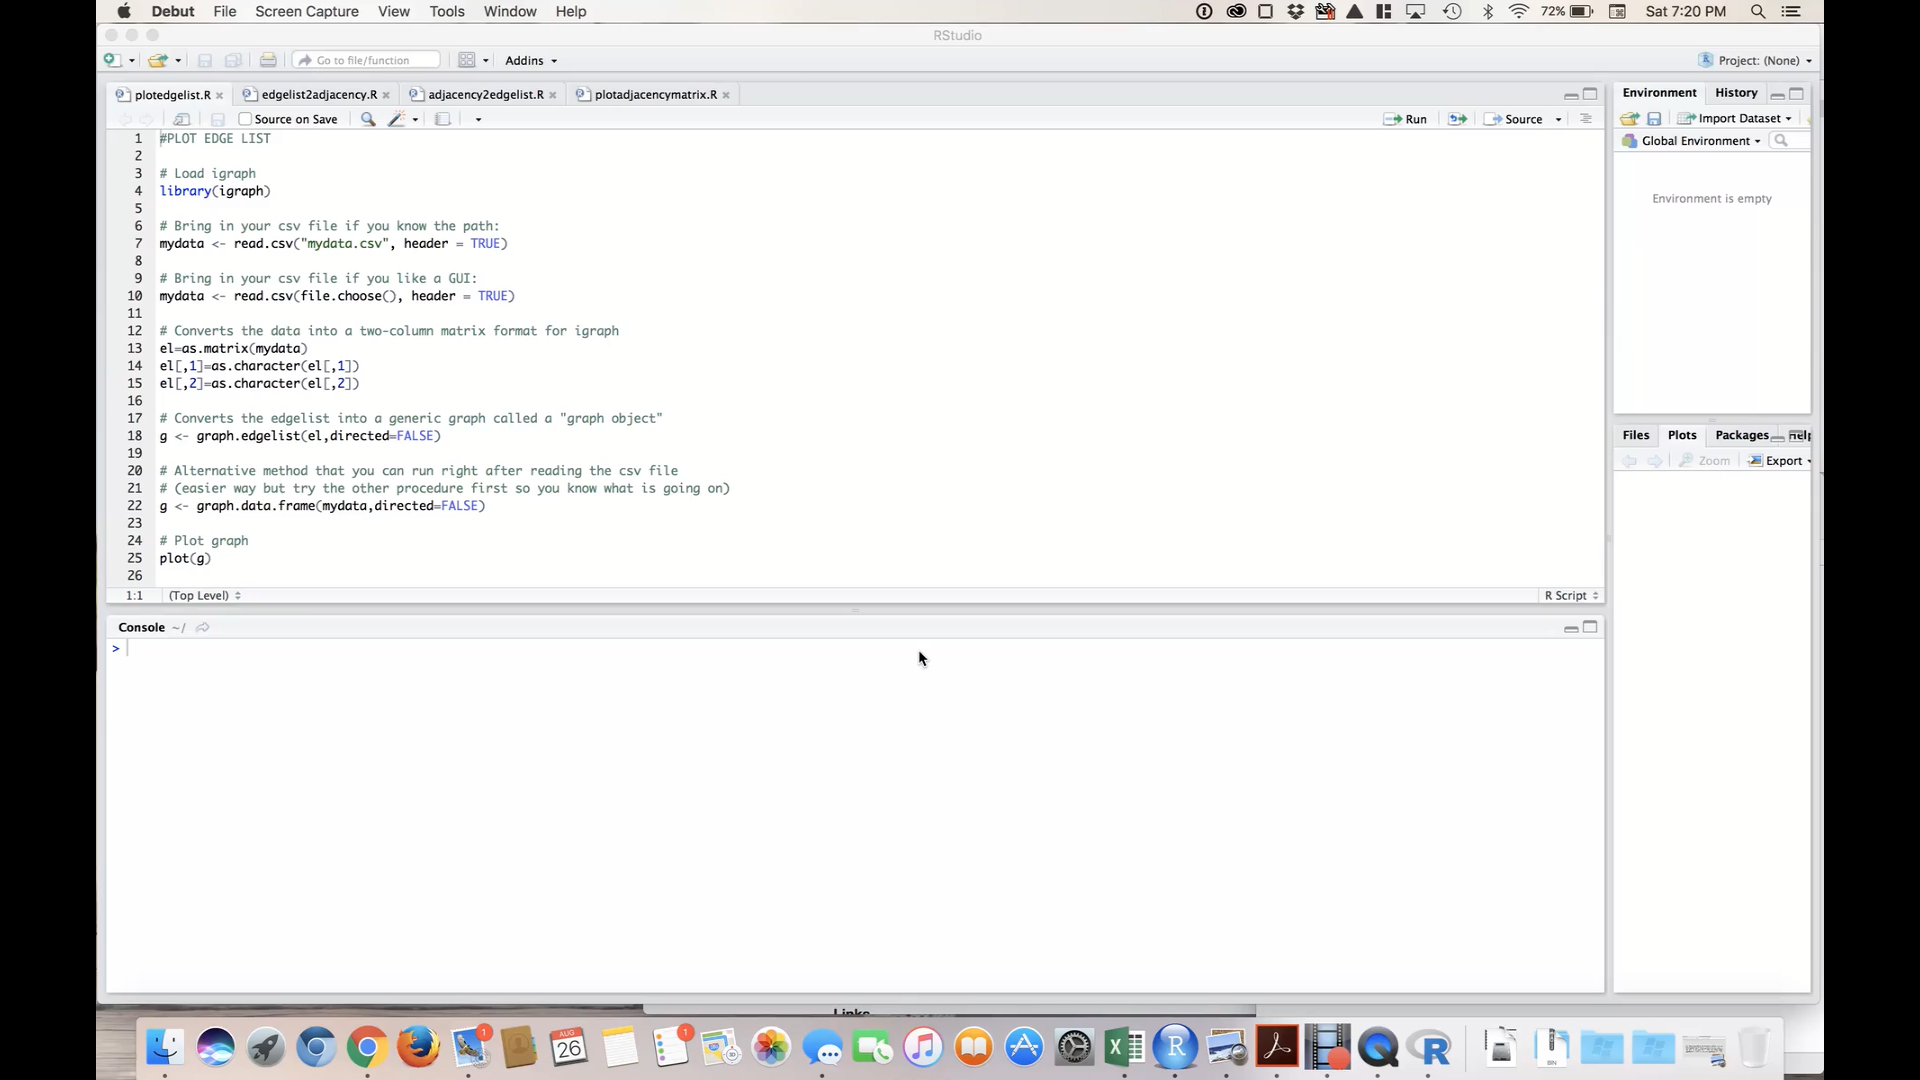 Debut File Screen Capture View Tools Window Help 72% Sat 7:20 PM
RStudio
Go to file/function Addins Project: (None)
plotedgelist.R edgelist2adjacency.R adjacency2edgelist.R plotadjacencymatrix.R
Source on Save Run Source
1 #PLOT EDGE LIST
2
3 # Load igraph
4 library(igraph)
5
6 # Bring in your csv file if you know the path:
7 mydata <- read.csv("mydata.csv", header = TRUE)
8
9 # Bring in your csv file if you like a GUI:
10 mydata <- read.csv(file.choose(), header = TRUE)
11
12 # Converts the data into a two-column matrix format for igraph
13 el=as.matrix(mydata)
14 el[,1]=as.character(el[,1])
15 el[,2]=as.character(el[,2])
16
17 # Converts the edgelist into a generic graph called a "graph object"
18 g <- graph.edgelist(el,directed=FALSE)
19
20 # Alternative method that you can run right after reading the csv file
21 # (easier way but try the other procedure first so you know what is going on)
22 g <- graph.data.frame(mydata,directed=FALSE)
23
24 # Plot graph
25 plot(g)
26
1:1 (Top Level) R Script
Console ~/
>
Environment History
Import Dataset
Global Environment
Environment is empty
Files Plots Packages Help
Zoom Export
Links
1 AUG 26 1